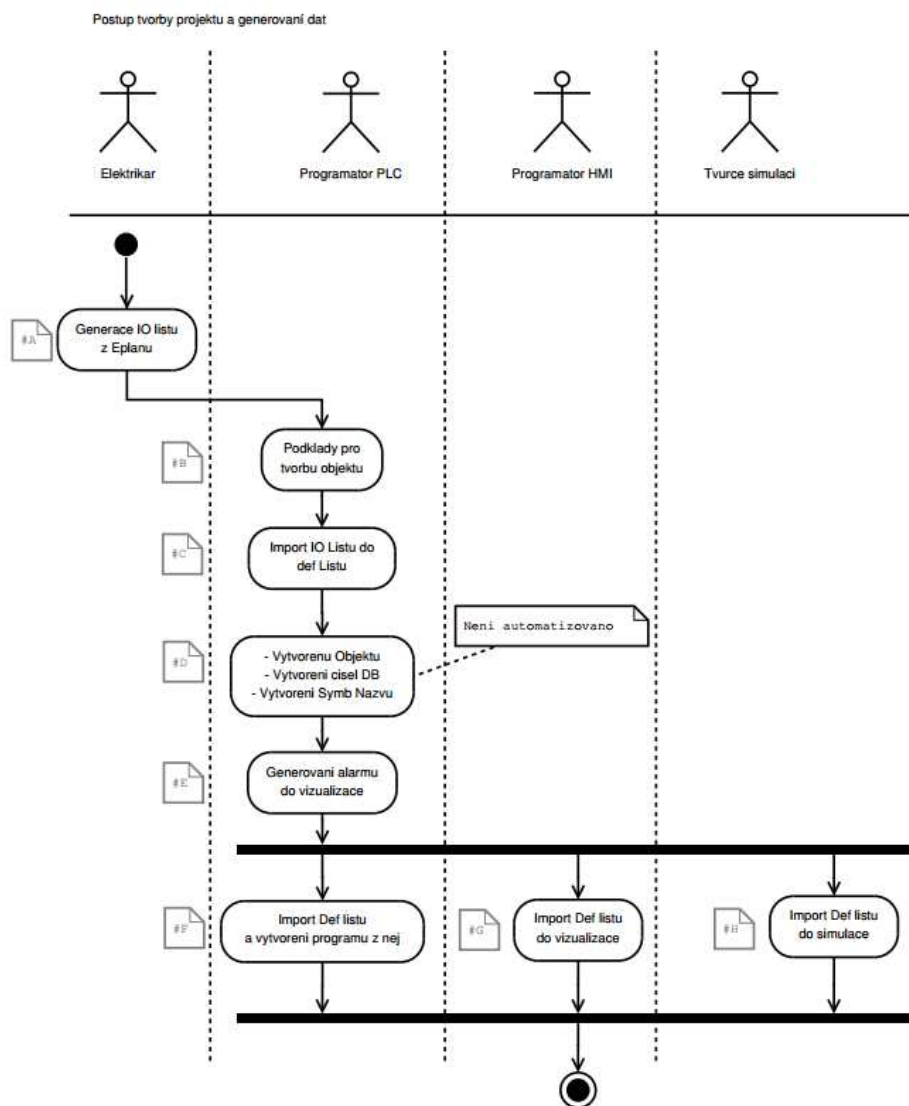 Postup tvorby projektu a generovaní dat
Elektrikar
Programator PLC
Programator HMI
Tvurce simulaci
#A
Generace IO listu
z Eplanu
#B
Podklady pro
tvorbu objektu
#C
Import IO Listu do
def Listu
Neni automatizovano
#D
- Vytvorenu Objektu
- Vytvoreni cisel DB
- Vytvoreni Symb Nazvu
#E
Generovani alarmu
do vizualizace
#F
Import Def listu
a vytvoreni programu z nej
#G
Import Def listu
do vizualizace
#H
Import Def listu
do simulace